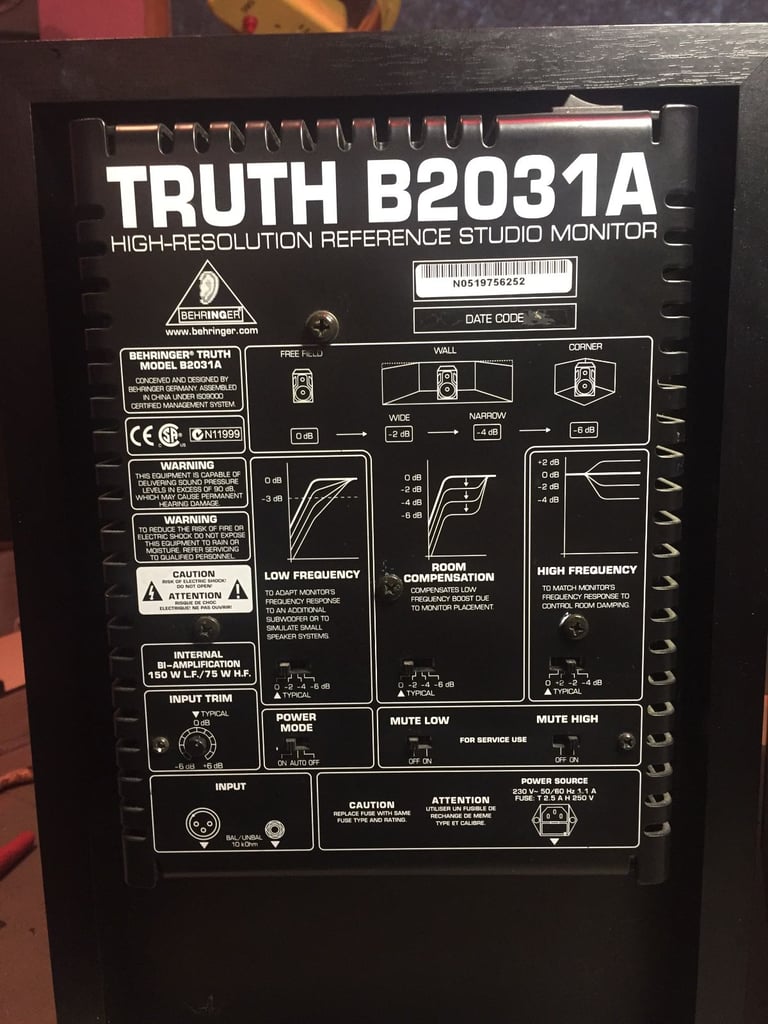 TRUTH B2031A
HIGH-RESOLUTION REFERENCE STUDIO MONITOR
BEHRINGER
www.behringer.com
N0519756252
DATE CODE
BEHRINGER® TRUTH
MODEL B2031A
CONCEIVED AND DESIGNED BY
BEHRINGER GERMANY. ASSEMBLED
IN CHINA UNDER ISO9000
CERTIFIED MANAGEMENT SYSTEM.
FREE FIELD
WALL
CORNER
WIDE
NARROW
0 dB
-2 dB
-4 dB
-6 dB
CE SA® US N11999
WARNING
THIS EQUIPMENT IS CAPABLE OF
DELIVERING SOUND PRESSURE
LEVELS IN EXCESS OF 90 dB,
WHICH MAY CAUSE PERMANENT
HEARING DAMAGE.
WARNING
TO REDUCE THE RISK OF FIRE OR
ELECTRIC SHOCK DO NOT EXPOSE
THIS EQUIPMENT TO RAIN OR
MOISTURE. REFER SERVICING
TO QUALIFIED PERSONNEL.
CAUTION
RISK OF ELECTRIC SHOCK!
DO NOT OPEN!
ATTENTION
RISQUE DE CHOC
ELECTRIQUE! NE PAS OUVRIR!
INTERNAL
BI-AMPLIFICATION
150 W L.F./75 W H.F.
0 dB
-3 dB
LOW FREQUENCY
TO ADAPT MONITOR'S
FREQUENCY RESPONSE
TO AN ADDITIONAL
SUBWOOFER OR TO
SIMULATE SMALL
SPEAKER SYSTEMS.
0 -2 -4 -6 dB
▲ TYPICAL
0 dB
-2 dB
-4 dB
-6 dB
ROOM
COMPENSATION
COMPENSATES LOW
FREQUENCY BOOST DUE
TO MONITOR PLACEMENT.
0 -2 -4 -6 dB
▲ TYPICAL
+2 dB
0 dB
-2 dB
-4 dB
HIGH FREQUENCY
TO MATCH MONITOR'S
FREQUENCY RESPONSE TO
CONTROL ROOM DAMPING.
0 +2 -2 -4 dB
▲ TYPICAL
INPUT TRIM
▼ TYPICAL
0 dB
-6 dB +6 dB
POWER
MODE
ON AUTO OFF
MUTE LOW
OFF ON
FOR SERVICE USE
MUTE HIGH
OFF ON
INPUT
BAL/UNBAL
10 kOhm
CAUTION
REPLACE FUSE WITH SAME
FUSE TYPE AND RATING.
ATTENTION
UTILISER UN FUSIBLE DE
RECHANGE DE MEME
TYPE ET CALIBRE.
POWER SOURCE
230 V~ 50/60 Hz 1.1 A
FUSE: T 2.5 A H 250 V